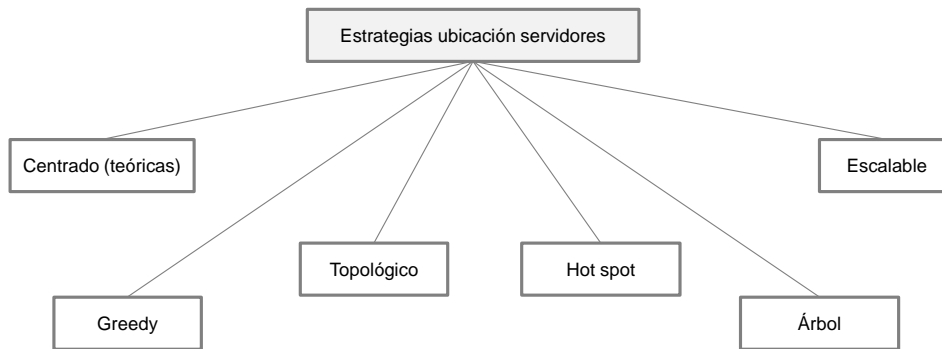 Estrategias ubicación servidores
Centrado (teóricas)
Escalable
Topológico
Hot spot
Greedy
Árbol